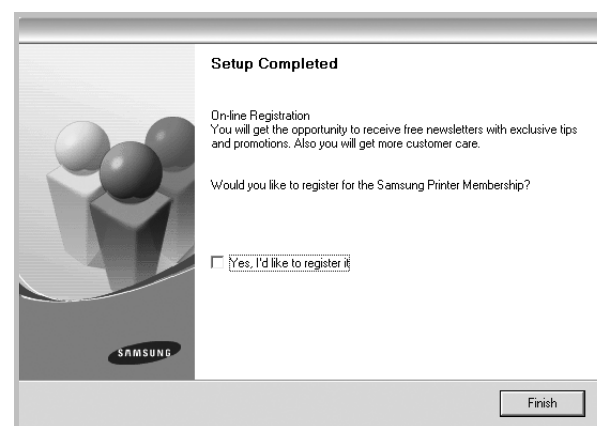 Setup Completed
On-line Registration
You will get the opportunity to receive free newsletters with exclusive tips
and promotions. Also you will get more customer care.
Would you like to register for the Samsung Printer Membership?
Yes, I'd like to register it
SAMSUNG
Finish